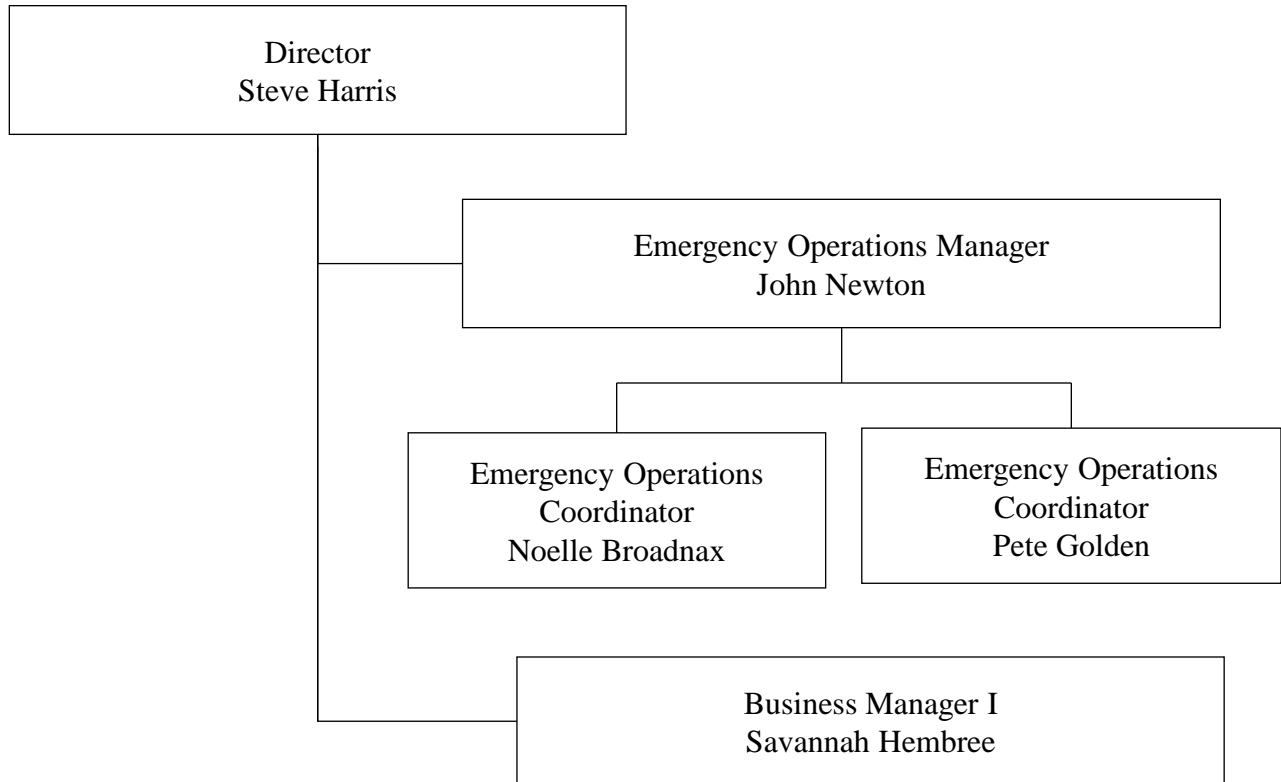 Director
Steve Harris
Emergency Operations Manager
John Newton
Emergency Operations
Coordinator
Noelle Broadnax
Emergency Operations
Coordinator
Pete Golden
Business Manager I
Savannah Hembree